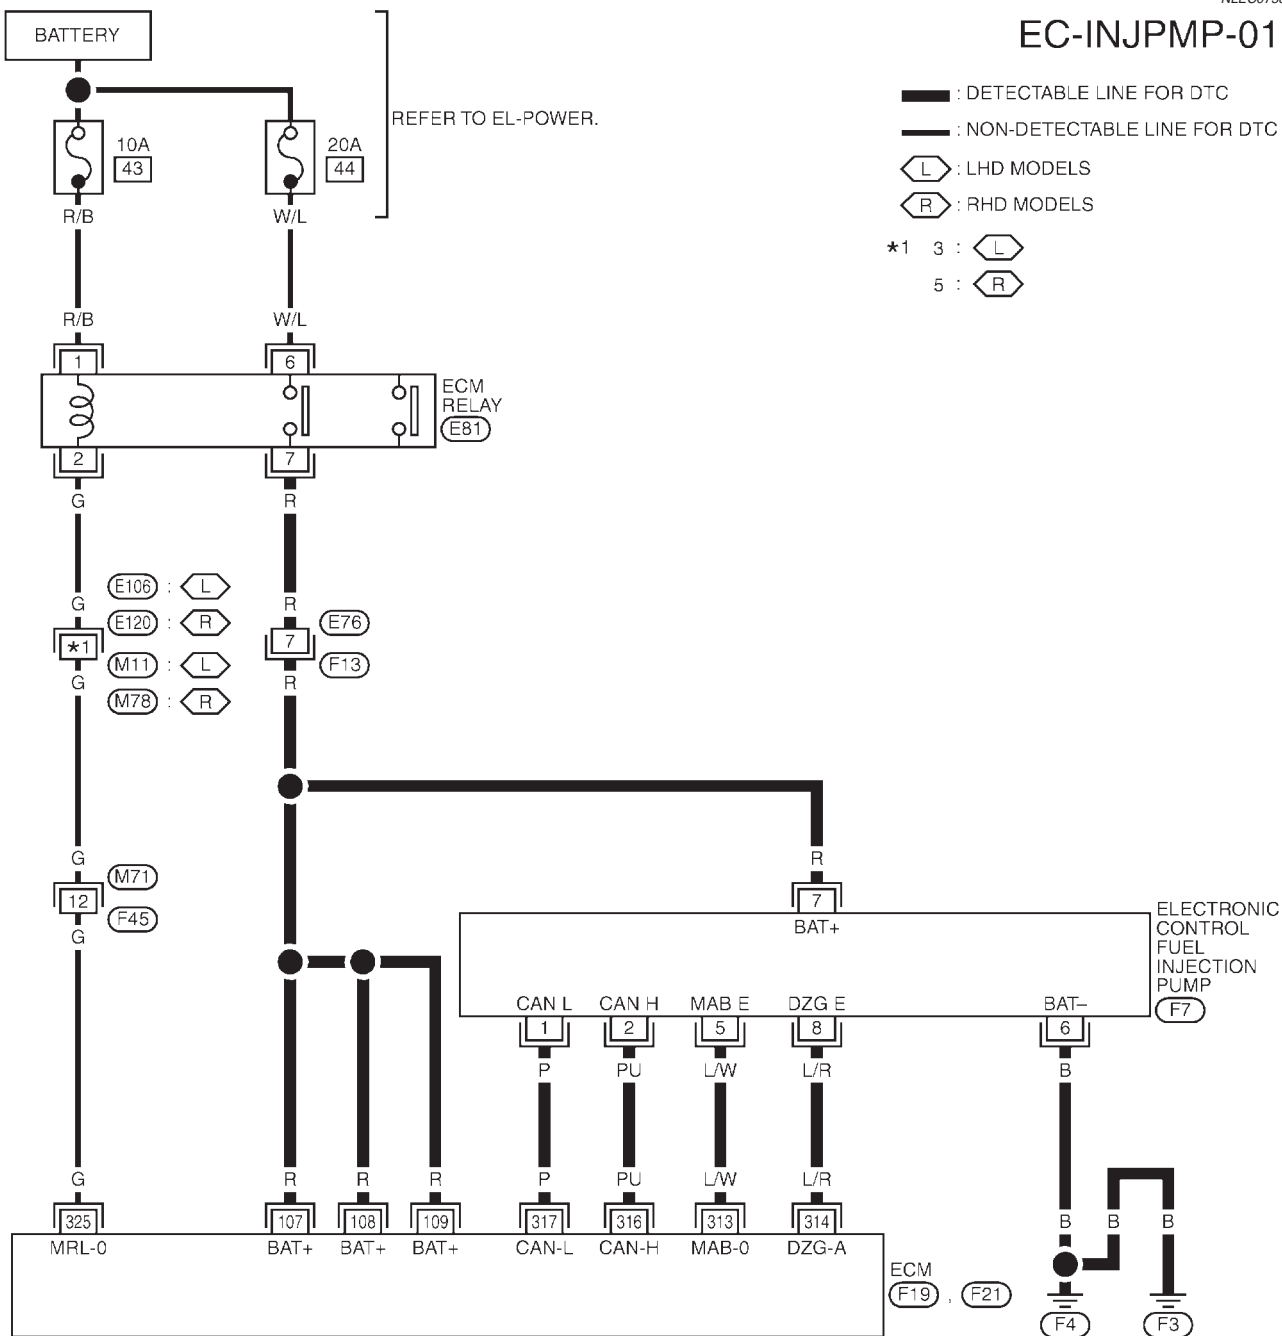 EC-INJPMP-01
BATTERY
REFER TO EL-POWER.
10A
43
20A
44
R/B
W/L
: DETECTABLE LINE FOR DTC
: NON-DETECTABLE LINE FOR DTC
L : LHD MODELS
R : RHD MODELS
*1 3 : L
5 : R
R/B
W/L
1
6
ECM
RELAY
E81
2
7
G
R
E106 : L
E120 : R
G
R
*1
7
E76
F13
M11 : L
M78 : R
G
R
G
M71
12
F45
G
R
7
BAT+
ELECTRONIC
CONTROL
FUEL
INJECTION
PUMP
F7
CAN L CAN H MAB E DZG E BAT–
1 2 5 8 6
P PU L/W L/R B
G R R R P PU L/W L/R B B B
325 107 108 109 317 316 313 314
MRL-0 BAT+ BAT+ BAT+ CAN-L CAN-H MAB-0 DZG-A
ECM
F19 , F21
F4 F3